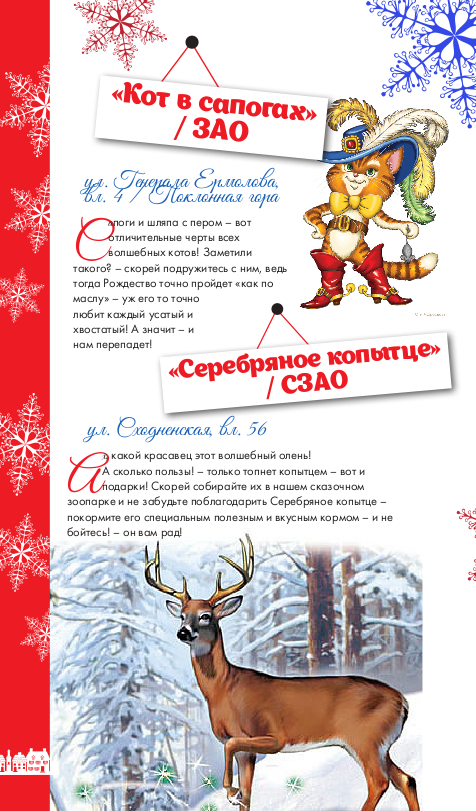 «Кот в сапогах»
/ ЗАО
ул. Генерала Ермолова,
вл. 4 / Поклонная гора
Сапоги и шляпа с пером – вот
отличительные черты всех
волшебных котов! Заметили
такого? – скорей подружитесь с ним, ведь
тогда Рождество точно пройдет «как по
маслу» – уж его то точно
любит каждый усатый и
хвостатый! А значит – и
нам перепадет!
«Серебряное копытце»
/ СЗАО
ул. Сходненская, вл. 56
Ах какой красавец этот волшебный олень!
А сколько пользы! – только топнет копытцем – вот и
подарки! Скорей собирайте их в нашем сказочном
зоопарке и не забудьте поблагодарить Серебряное копытце –
покормите его специальным полезным и вкусным кормом – и не
бойтесь! – он вам рад!